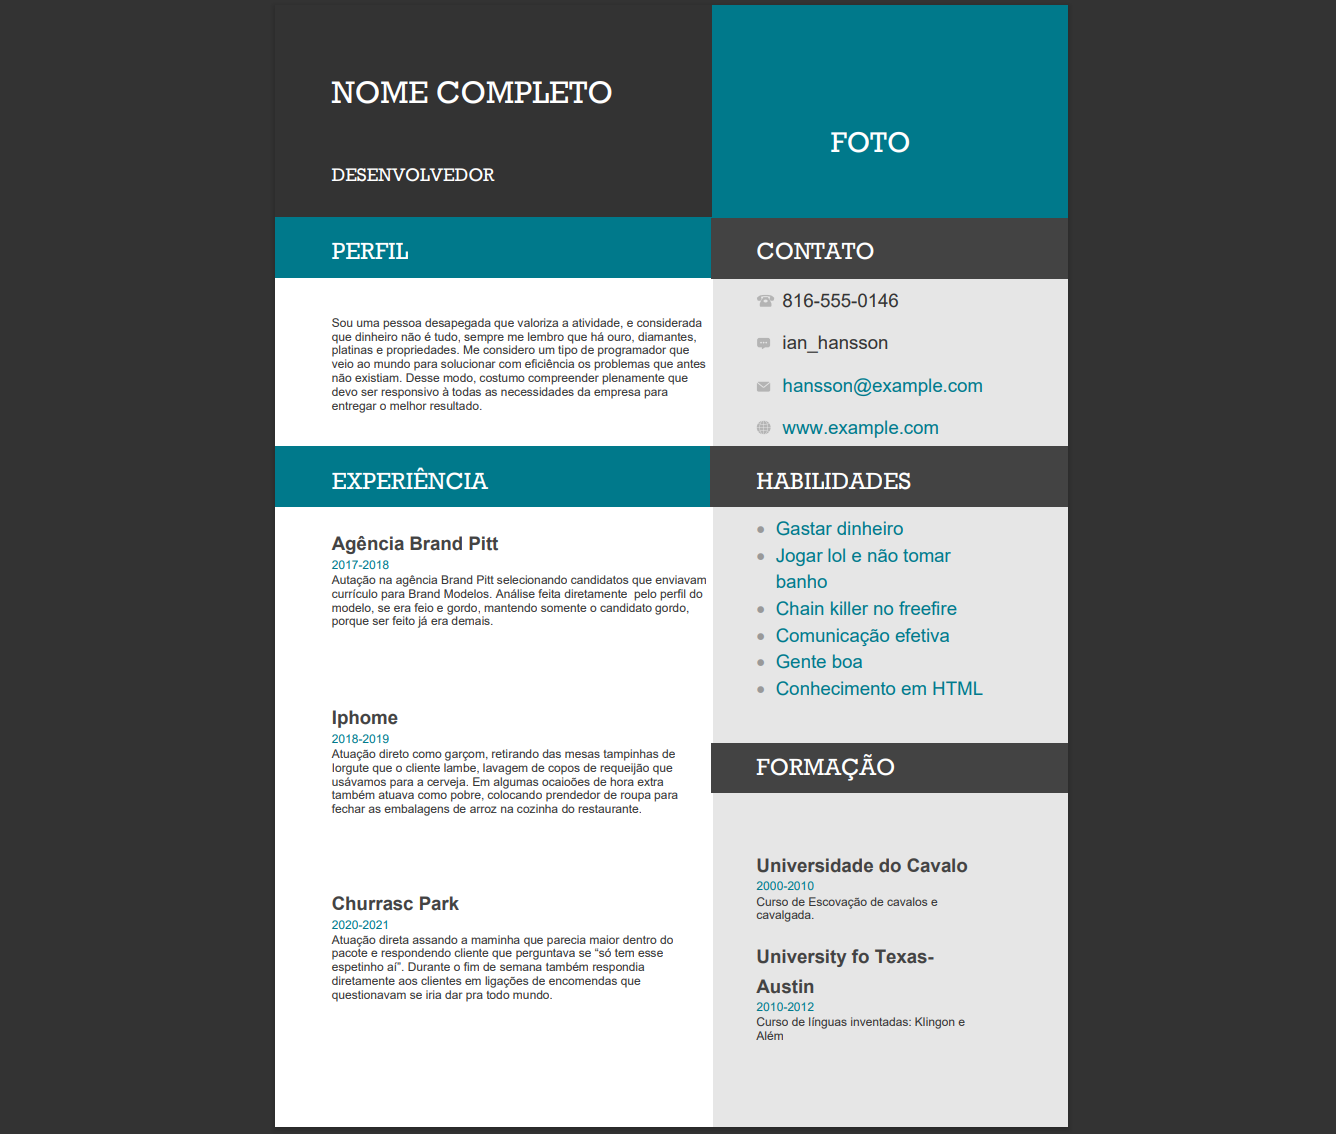 NOME COMPLETO
DESENVOLVEDOR
FOTO
PERFIL
Sou uma pessoa desapegada que valoriza a atividade, e considerada
que dinheiro não é tudo, sempre me lembro que há ouro, diamantes,
platinas e propriedades. Me considero um tipo de programador que
veio ao mundo para solucionar com eficiência os problemas que antes
não existiam. Desse modo, costumo compreender plenamente que
devo ser responsivo à todas as necessidades da empresa para
entregar o melhor resultado.
EXPERIÊNCIA
Agência Brand Pitt
2017-2018
Autação na agência Brand Pitt selecionando candidatos que enviavam
currículo para Brand Modelos. Análise feita diretamente  pelo perfil do
modelo, se era feio e gordo, mantendo somente o candidato gordo,
porque ser feito já era demais.
Iphome
2018-2019
Atuação direto como garçom, retirando das mesas tampinhas de
Iorgute que o cliente lambe, lavagem de copos de requeijão que
usávamos para a cerveja. Em algumas ocaioões de hora extra
também atuava como pobre, colocando prendedor de roupa para
fechar as embalagens de arroz na cozinha do restaurante.
Churrasc Park
2020-2021
Atuação direta assando a maminha que parecia maior dentro do
pacote e respondendo cliente que perguntava se “só tem esse
espetinho aí”. Durante o fim de semana também respondia
diretamente aos clientes em ligações de encomendas que
questionavam se iria dar pra todo mundo.
CONTATO
816-555-0146
ian_hansson
hansson@example.com
www.example.com
HABILIDADES
Gastar dinheiro
Jogar lol e não tomar
banho
Chain killer no freefire
Comunicação efetiva
Gente boa
Conhecimento em HTML
FORMAÇÃO
Universidade do Cavalo
2000-2010
Curso de Escovação de cavalos e
cavalgada.
University fo Texas-
Austin
2010-2012
Curso de línguas inventadas: Klingon e
Além